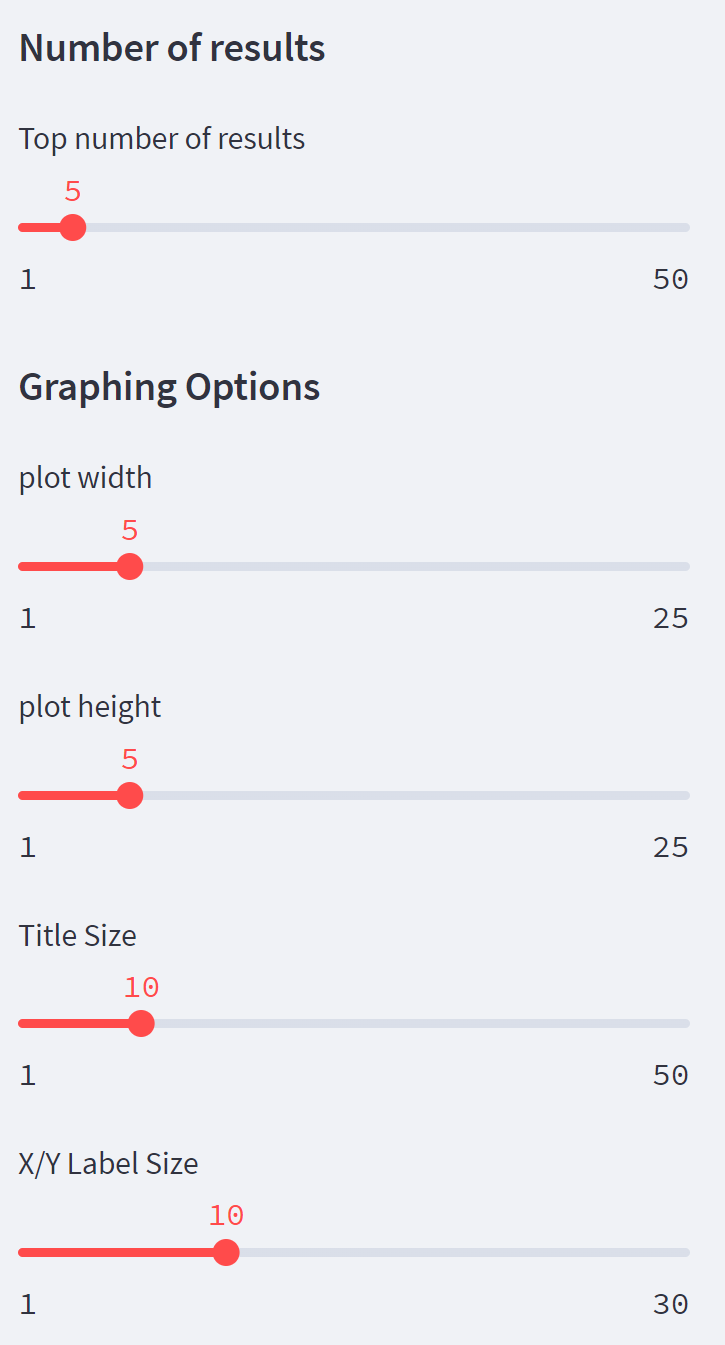 Number of results
Top number of results
5
1 50
Graphing Options
plot width
5
1 25
plot height
5
1 25
Title Size
10
1 50
X/Y Label Size
10
1 30